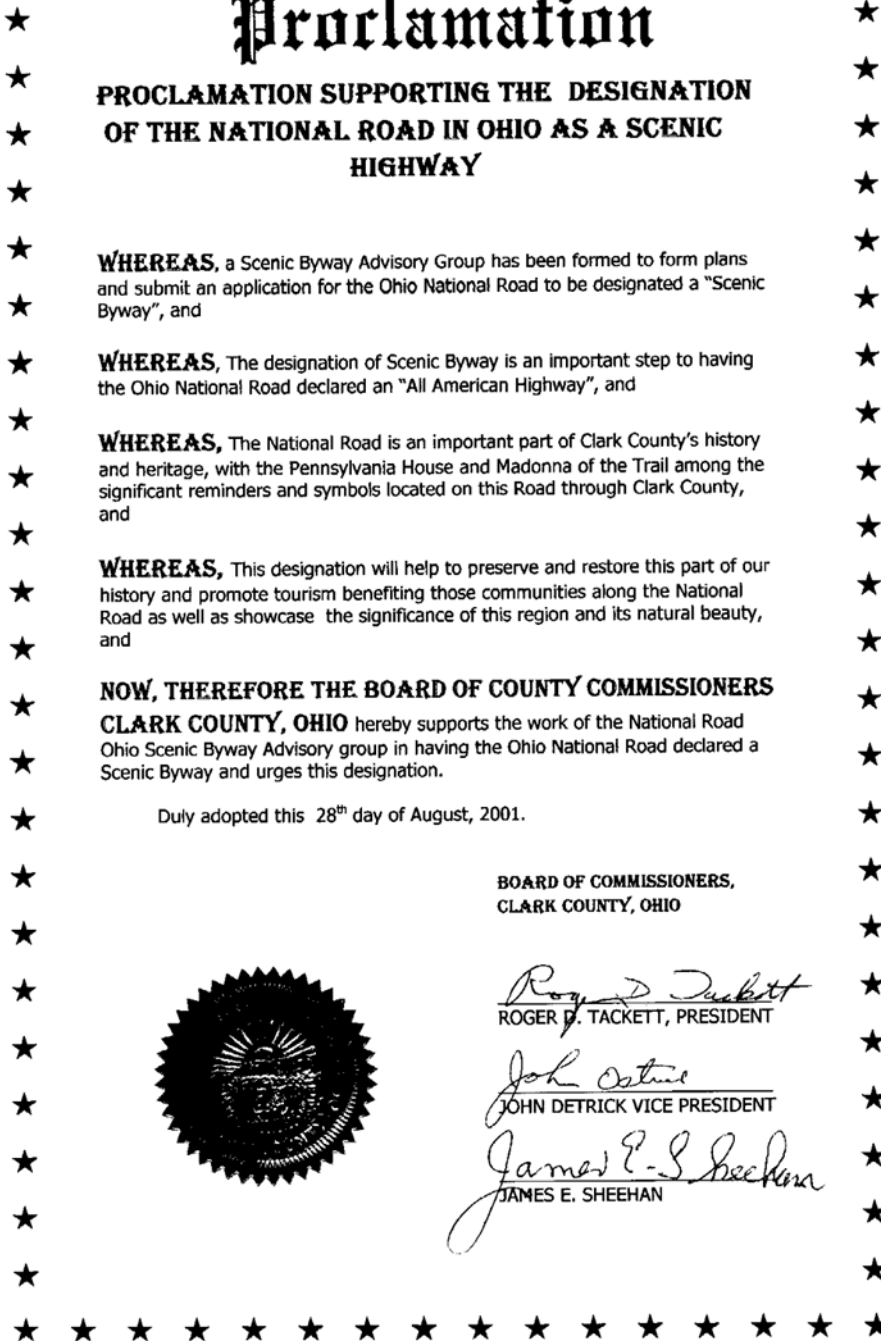 Proclamation
PROCLAMATION SUPPORTING THE DESIGNATION
OF THE NATIONAL ROAD IN OHIO AS A SCENIC
HIGHWAY
WHEREAS, a Scenic Byway Advisory Group has been formed to form plans
and submit an application for the Ohio National Road to be designated a "Scenic
Byway", and
WHEREAS, The designation of Scenic Byway is an important step to having
the Ohio National Road declared an "All American Highway", and
WHEREAS, The National Road is an important part of Clark County's history
and heritage, with the Pennsylvania House and Madonna of the Trail among the
significant reminders and symbols located on this Road through Clark County,
and
WHEREAS, This designation will help to preserve and restore this part of our
history and promote tourism benefiting those communities along the National
Road as well as showcase the significance of this region and its natural beauty,
and
NOW, THEREFORE THE BOARD OF COUNTY COMMISSIONERS
CLARK COUNTY, OHIO hereby supports the work of the National Road
Ohio Scenic Byway Advisory group in having the Ohio National Road declared a
Scenic Byway and urges this designation.
Duly adopted this 28th day of August, 2001.
BOARD OF COMMISSIONERS,
CLARK COUNTY, OHIO
Roger D Tackett
ROGER D. TACKETT, PRESIDENT
John Detrick
JOHN DETRICK VICE PRESIDENT
James E. Sheehan
JAMES E. SHEEHAN